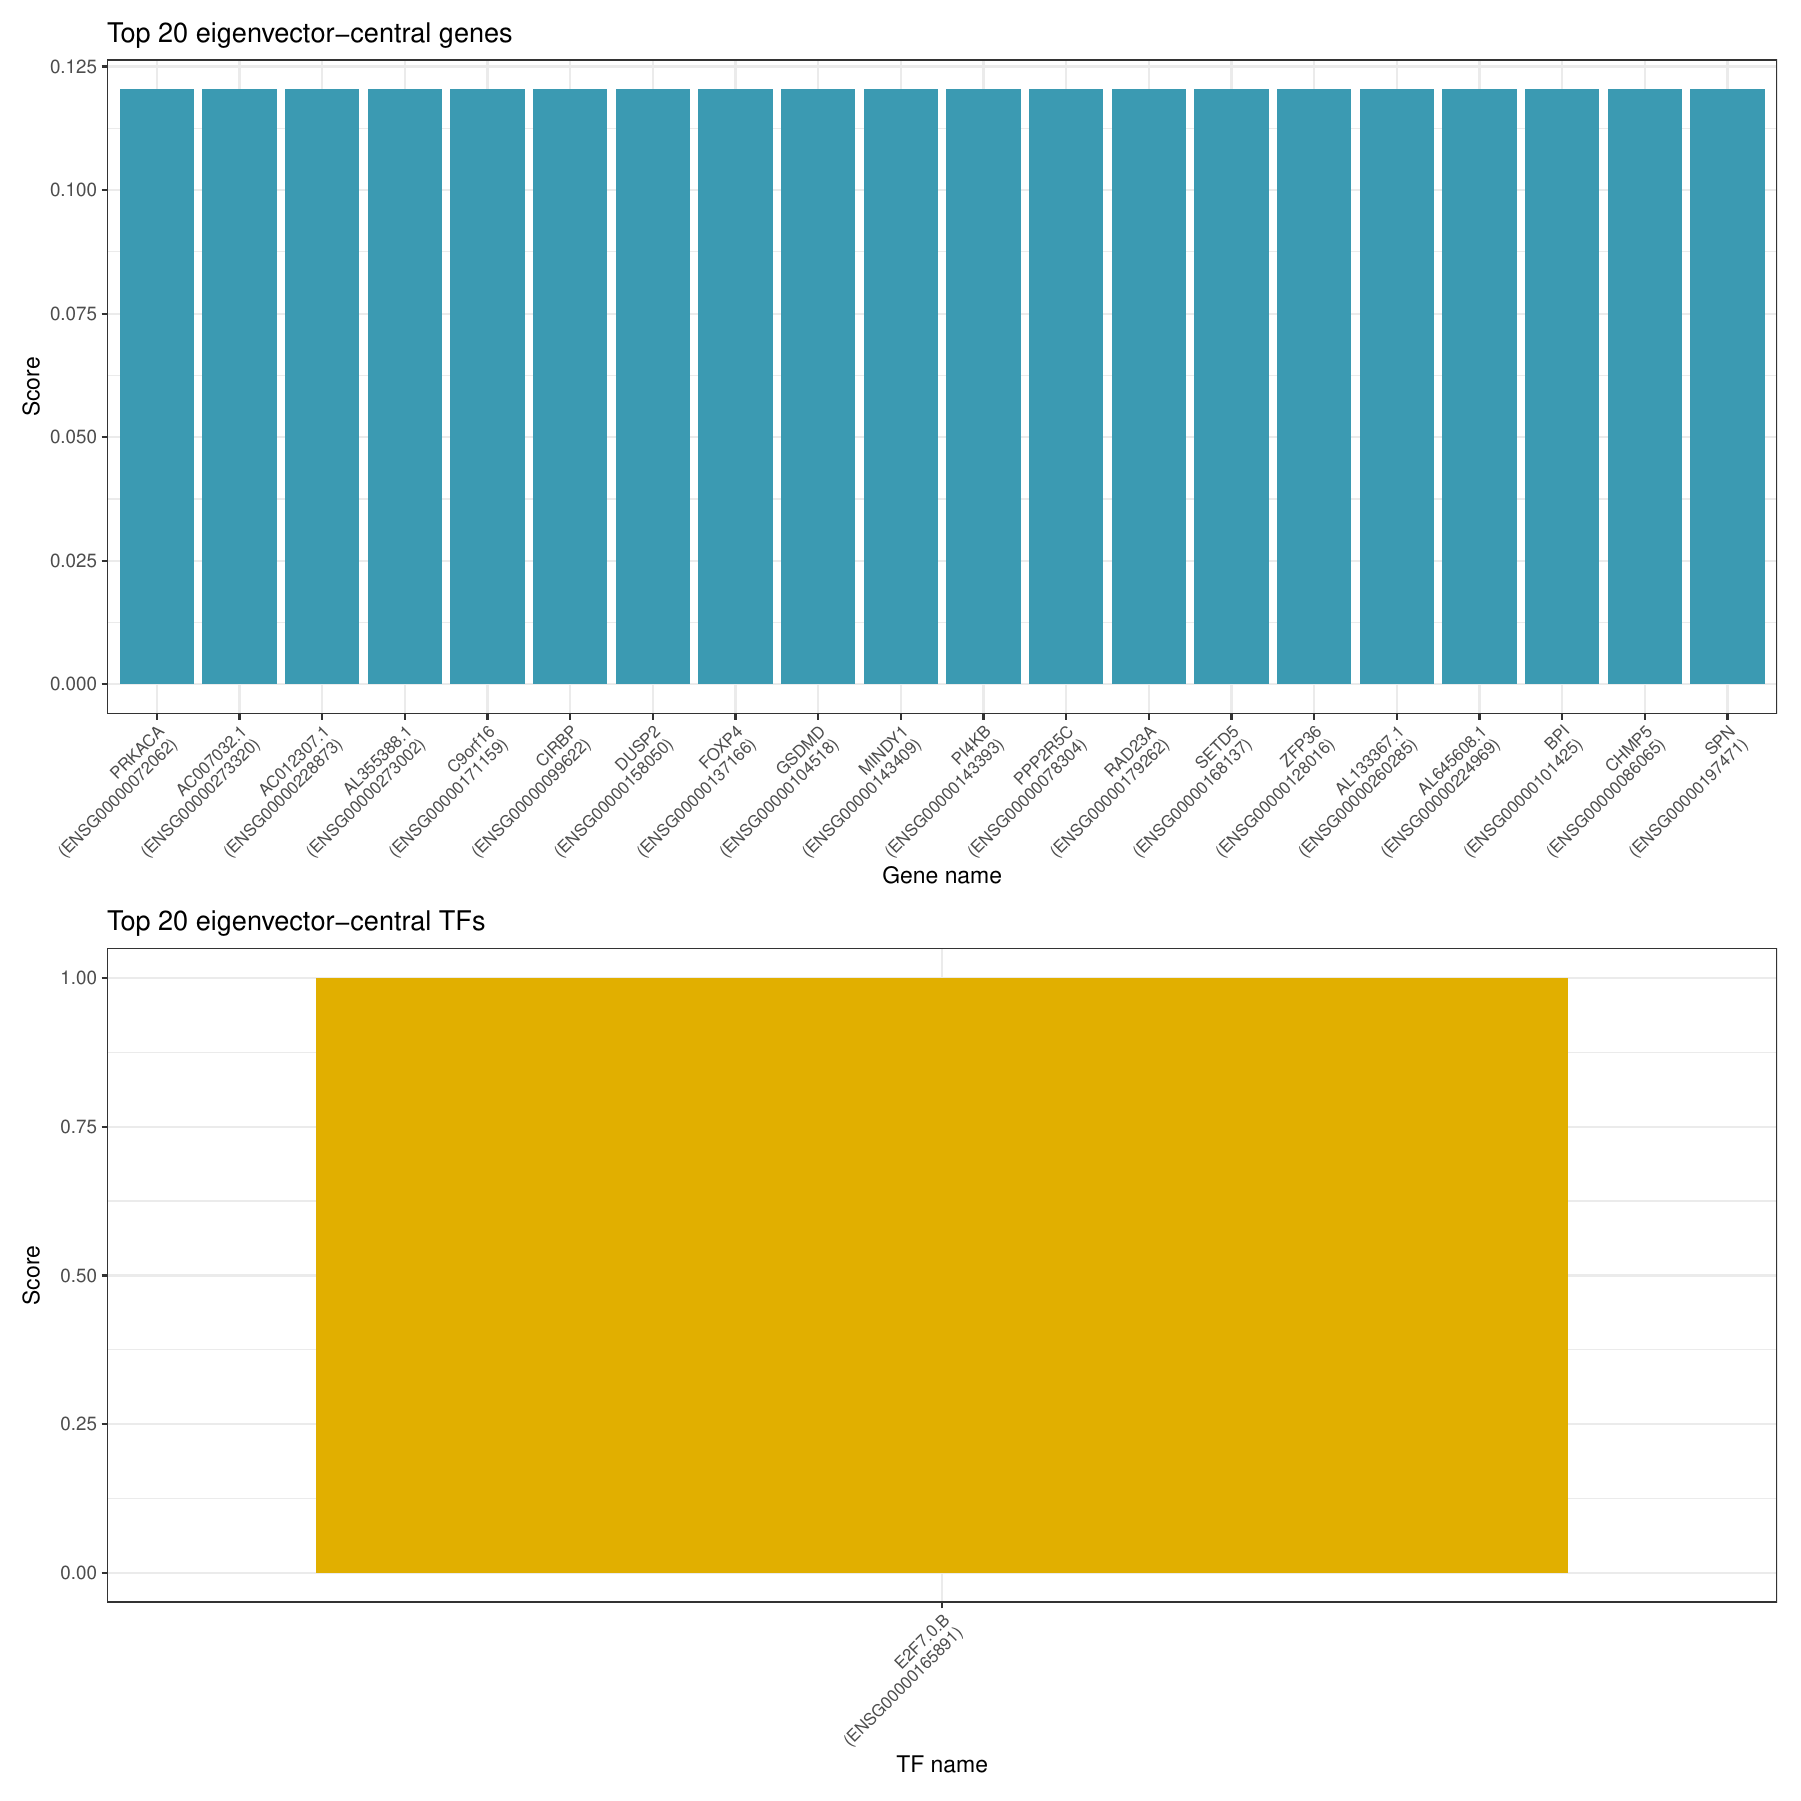 Top 20 eigenvector−central genes
0.125
0.100
0.075
0.050
0.025
0.000
Score
PRKACA
(ENSG00000072062)
AC007032.1
(ENSG00000273320)
AC012307.1
(ENSG00000228873)
AL355388.1
(ENSG00000273002)
C9orf16
(ENSG00000171159)
CIRBP
(ENSG00000099622)
DUSP2
(ENSG00000158050)
FOXP4
(ENSG00000137166)
GSDMD
(ENSG00000104518)
MINDY1
(ENSG00000143409)
PI4KB
(ENSG00000143393)
PPP2R5C
(ENSG00000078304)
RAD23A
(ENSG00000179262)
SETD5
(ENSG00000168137)
ZFP36
(ENSG00000128016)
AL133367.1
(ENSG00000260285)
AL645608.1
(ENSG00000224969)
BPI
(ENSG00000101425)
CHMP5
(ENSG00000086065)
SPN
(ENSG00000197471)
Gene name
Top 20 eigenvector−central TFs
1.00
0.75
0.50
0.25
0.00
Score
E2F7.0.B
(ENSG00000165891)
TF name